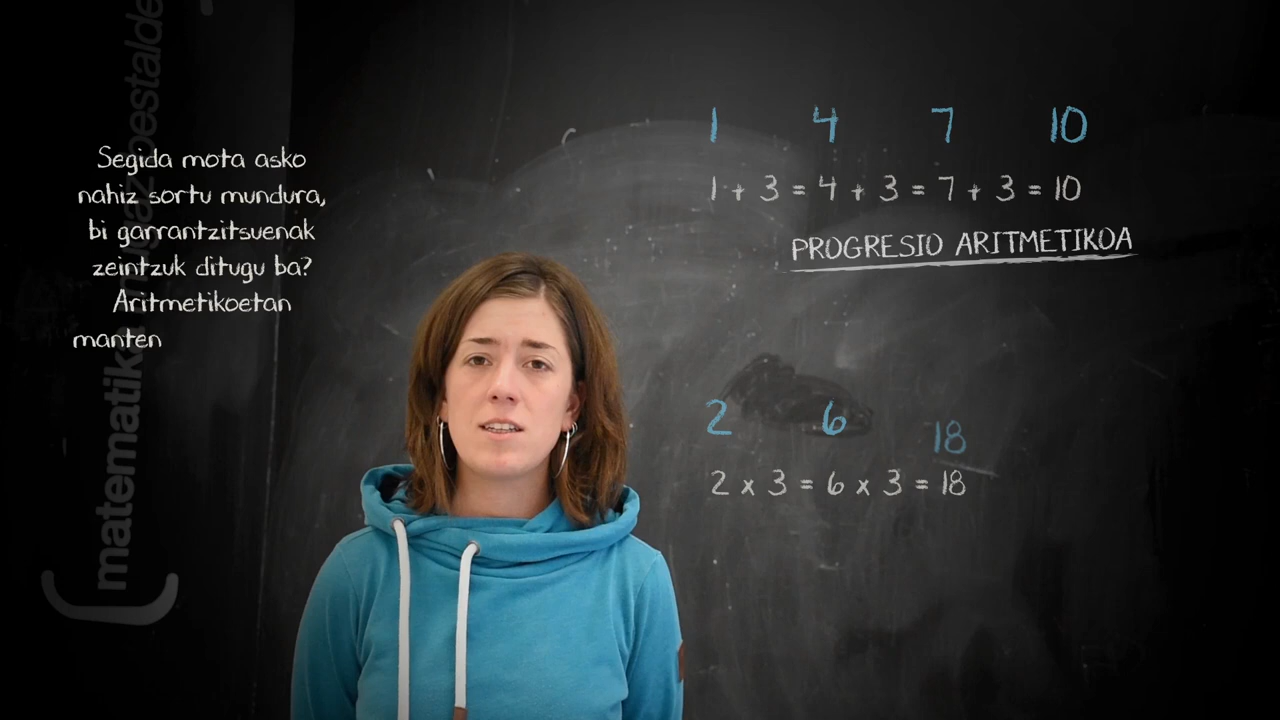 Segida mota asko
nahiz sortu mundura,
bi garrantzitsuenak
zeintzuk ditugu ba?
Aritmetikoetan
manten
1 4 7 10
1 + 3 = 4 + 3 = 7 + 3 = 10
PROGRESIO ARITMETIKOA
2 6 18
2 x 3 = 6 x 3 = 18